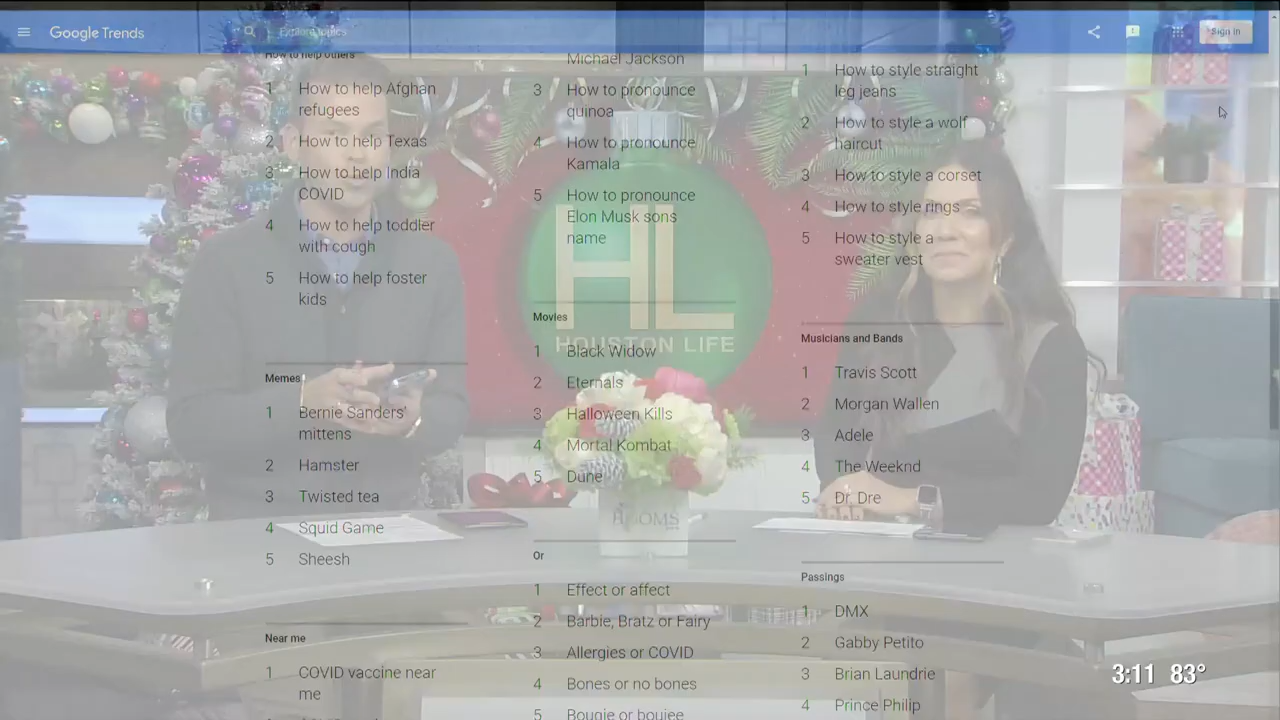 Google Trends
Explore topics
Sign in
How to help others
1 How to help Afghan
refugees
2 How to help Texas
3 How to help India
COVID
4 How to help toddler
with cough
5 How to help foster
kids
Memes
1 Bernie Sanders'
mittens
2 Hamster
3 Twisted tea
4 Squid Game
5 Sheesh
Near me
1 COVID vaccine near
me
Michael Jackson
3 How to pronounce
quinoa
4 How to pronounce
Kamala
5 How to pronounce
Elon Musk sons
name
Movies
1 Black Widow
2 Eternals
3 Halloween Kills
4 Mortal Kombat
5 Dune
Or
1 Effect or affect
2 Barbie, Bratz or Fairy
3 Allergies or COVID
4 Bones or no bones
5 Bougie or boujee
1 How to style straight
leg jeans
2 How to style a wolf
haircut
3 How to style a corset
4 How to style rings
5 How to style a
sweater vest
Musicians and Bands
1 Travis Scott
2 Morgan Wallen
3 Adele
4 The Weeknd
5 Dr. Dre
Passings
1 DMX
2 Gabby Petito
3 Brian Laundrie
4 Prince Philip
HL
HOUSTON LIFE
3:11 83°